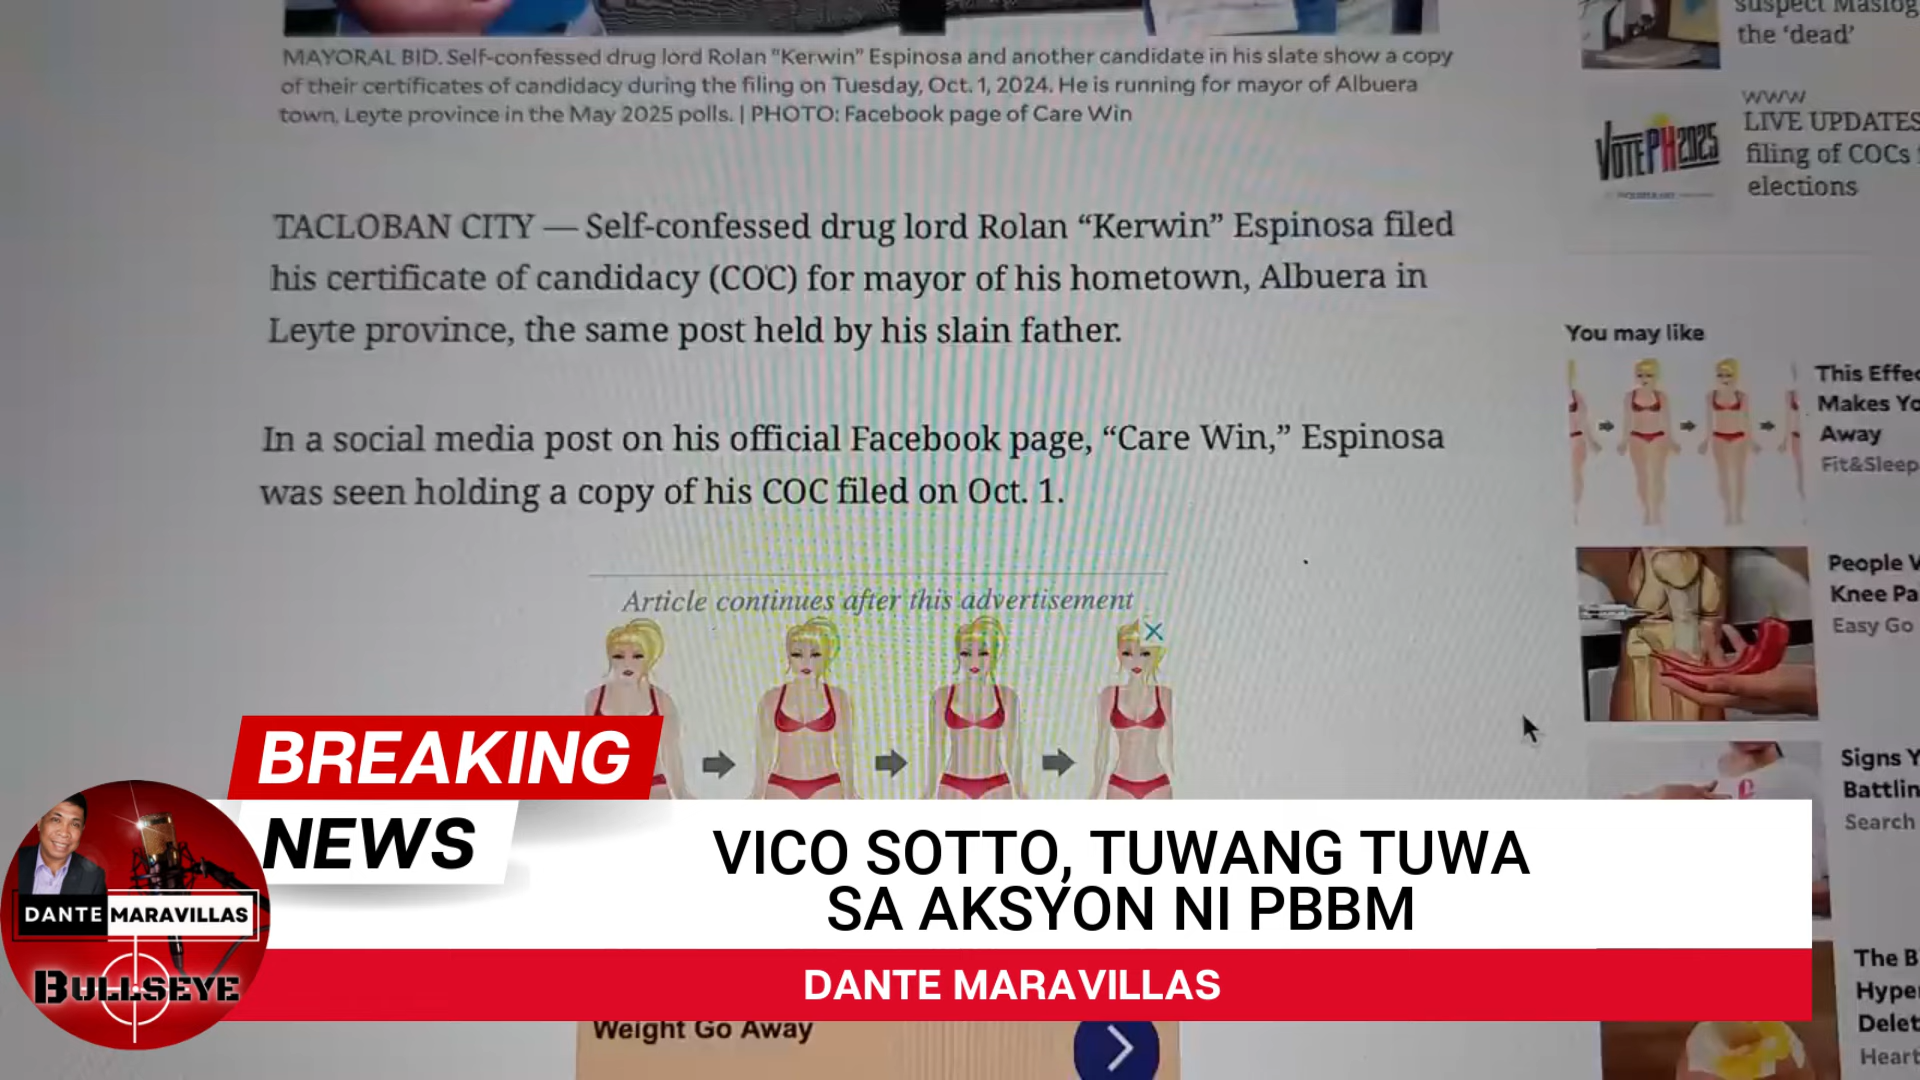 MAYORAL BID. Self-confessed drug lord Rolan "Kerwin" Espinosa and another candidate in his slate show a copy
of their certificates of candidacy during the filing on Tuesday, Oct. 1, 2024. He is running for mayor of Albuera
town, Leyte province in the May 2025 polls. | PHOTO: Facebook page of Care Win
TACLOBAN CITY — Self-confessed drug lord Rolan “Kerwin” Espinosa filed
his certificate of candidacy (COC) for mayor of his hometown, Albuera in
Leyte province, the same post held by his slain father.
In a social media post on his official Facebook page, “Care Win,” Espinosa
was seen holding a copy of his COC filed on Oct. 1.
Article continues after this advertisement
Weight Go Away
suspect Maslog
the ‘dead’
www
LIVE UPDATES
filing of COCs
elections
VOTEPH2025
You may like
This Effec
Makes Yo
Away
Fit&Sleep
People
Knee Pa
Easy Go
Signs Y
Battlin
Search
The B
Hyper
Delet
Heart
BREAKING
NEWS
VICO SOTTO, TUWANG TUWA
SA AKSYON NI PBBM
DANTE MARAVILLAS
DANTE MARAVILLAS
BULLSEYE